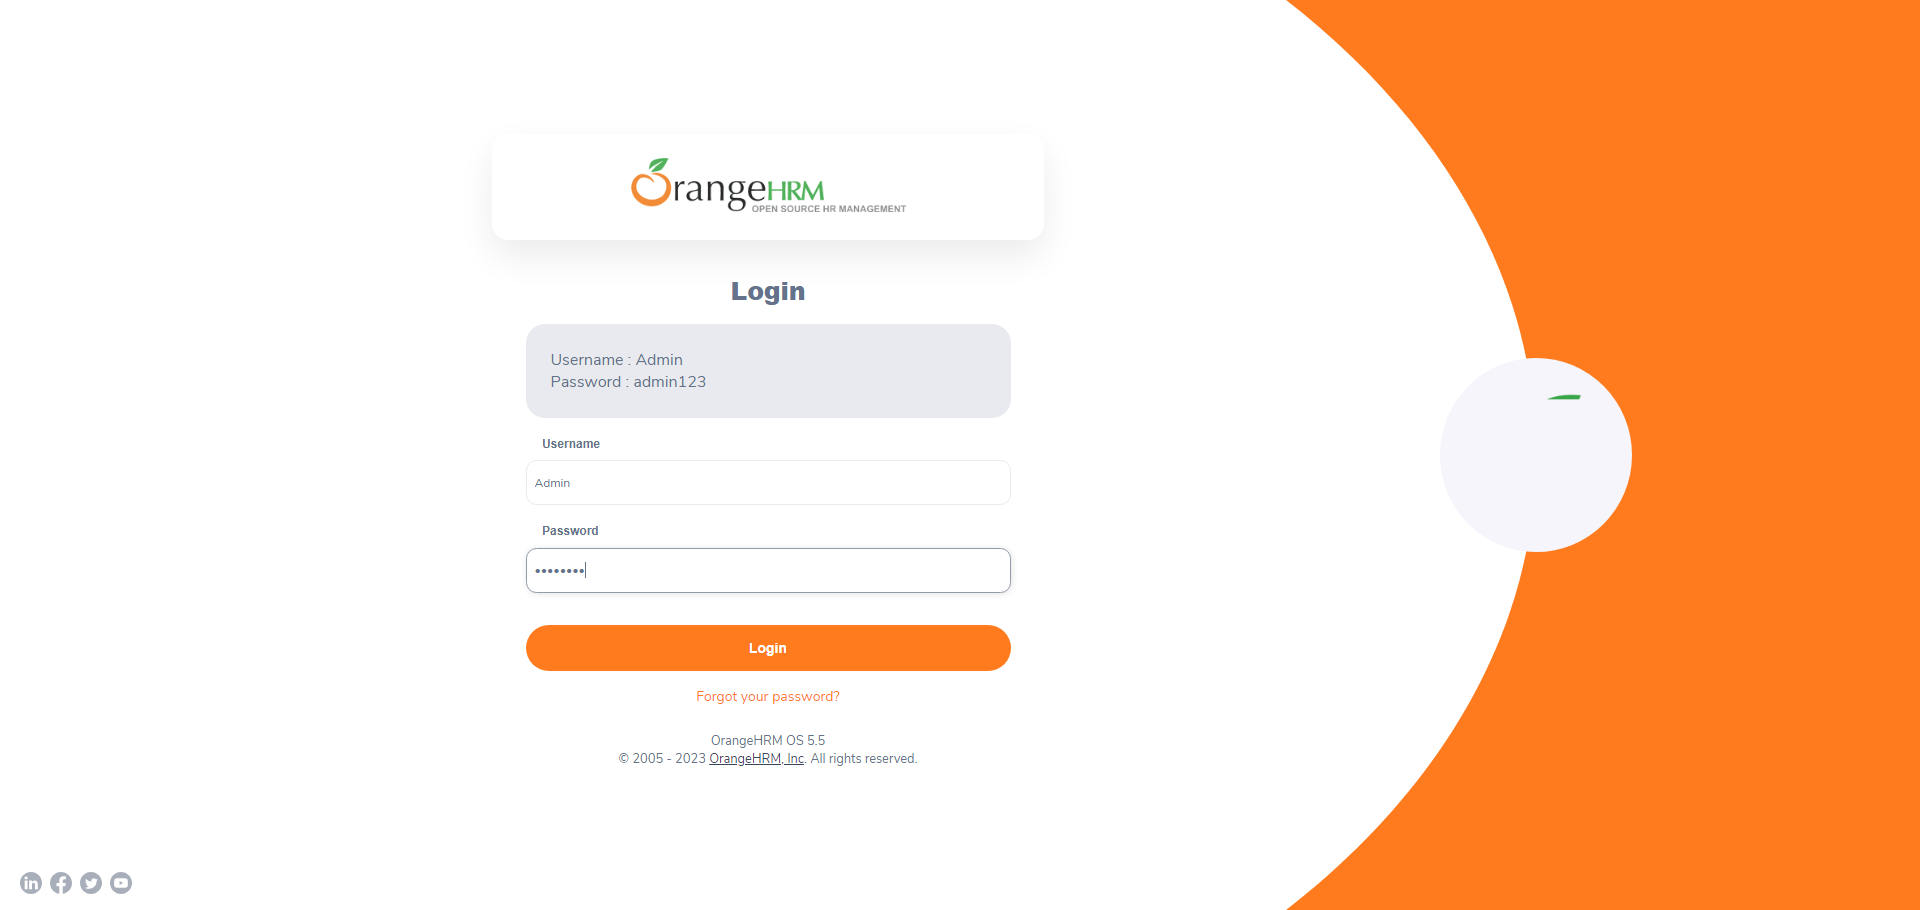 OrangeHRM
OPEN SOURCE HR MANAGEMENT
Login
Username : Admin
Password : admin123
Username
Admin
Password
••••••••
Login
Forgot your password?
OrangeHRM OS 5.5
© 2005 - 2023 OrangeHRM, Inc. All rights reserved.